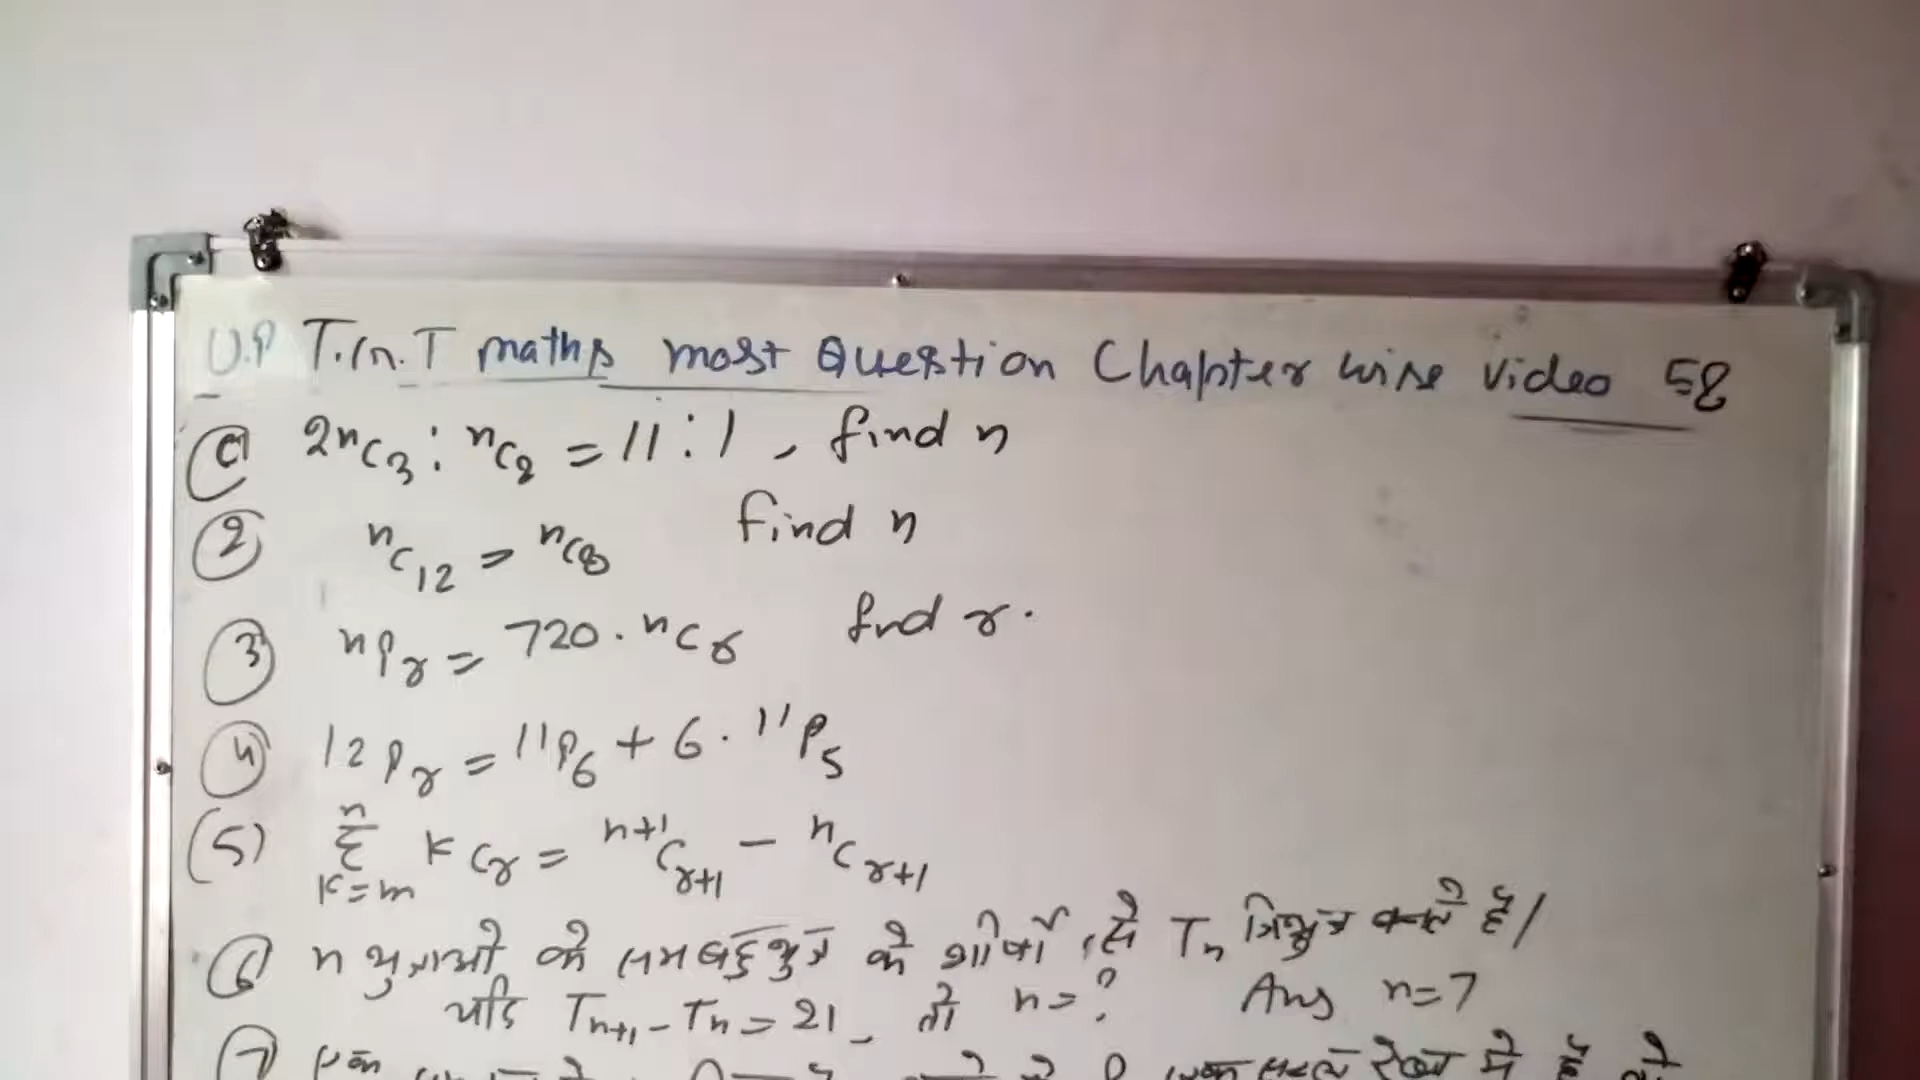 U.P T.G.T maths most Question Chapter wise video 58
① 2nC3 : nC2 = 11 : 1, find n
② nC12 = nC8 find n
③ nPr = 720 . nCr find r.
④ 12Pr = 11P6 + 6 . 11P5
(5) n Σ k=m kCr = n+1Cr+1 - nCr+1
⑥ n भुजाओ के समबहुभुज के शीर्षो से Tn त्रिभुज बनते है।
यदि Tn+1 - Tn = 21, तो n = ? Ans n=7
⑦ एक